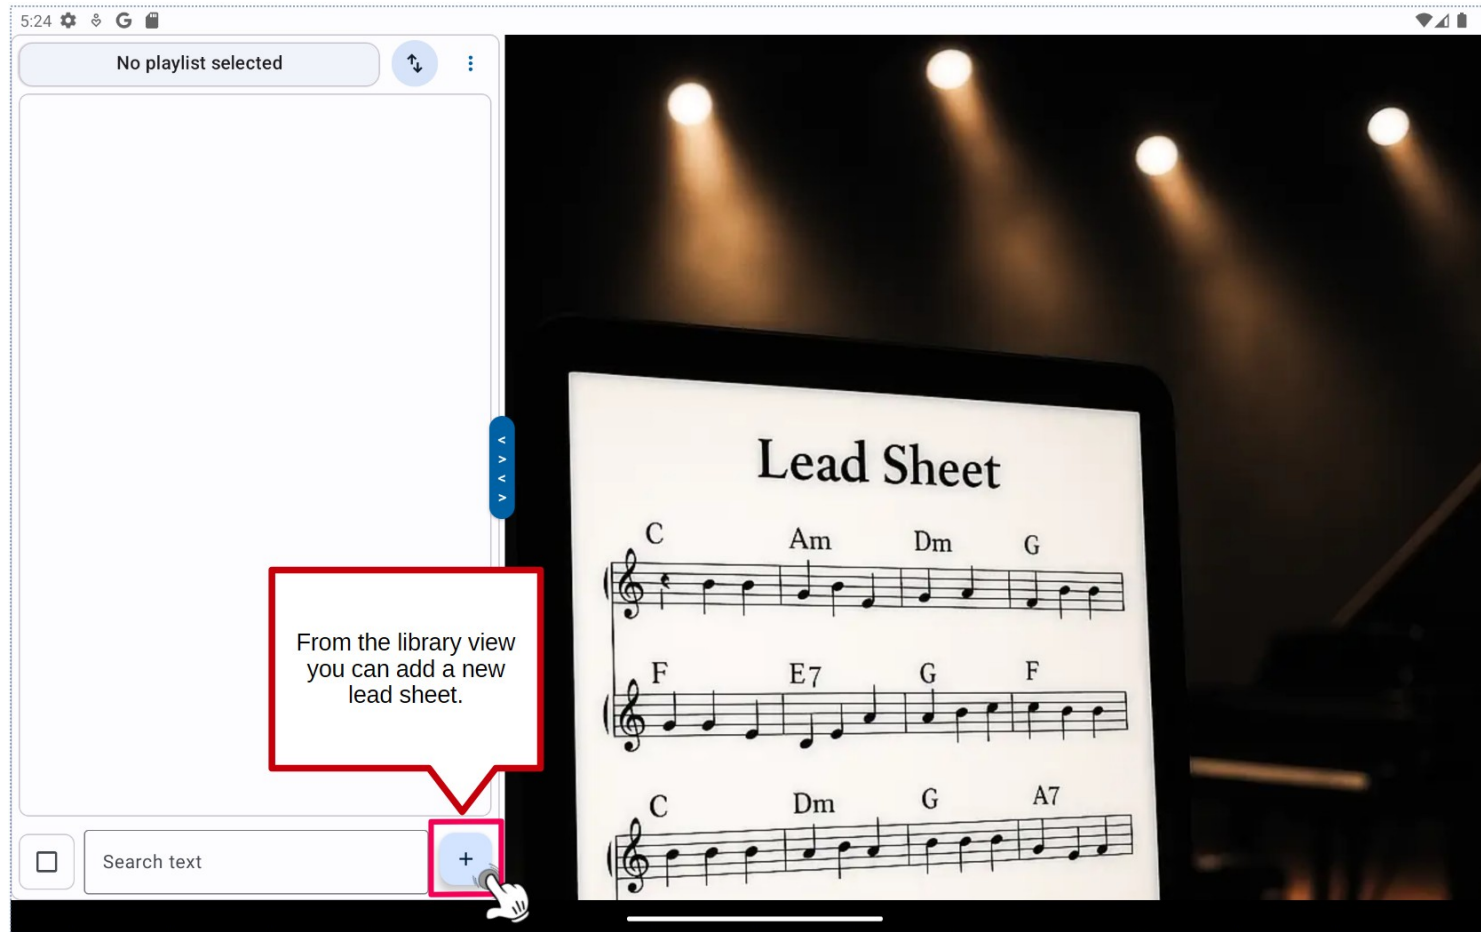 5:24
No playlist selected
<
>
<
>
Lead Sheet
C Am Dm G
From the library view
you can add a new
lead sheet.
F E7 G F
C Dm G A7
Search text
+